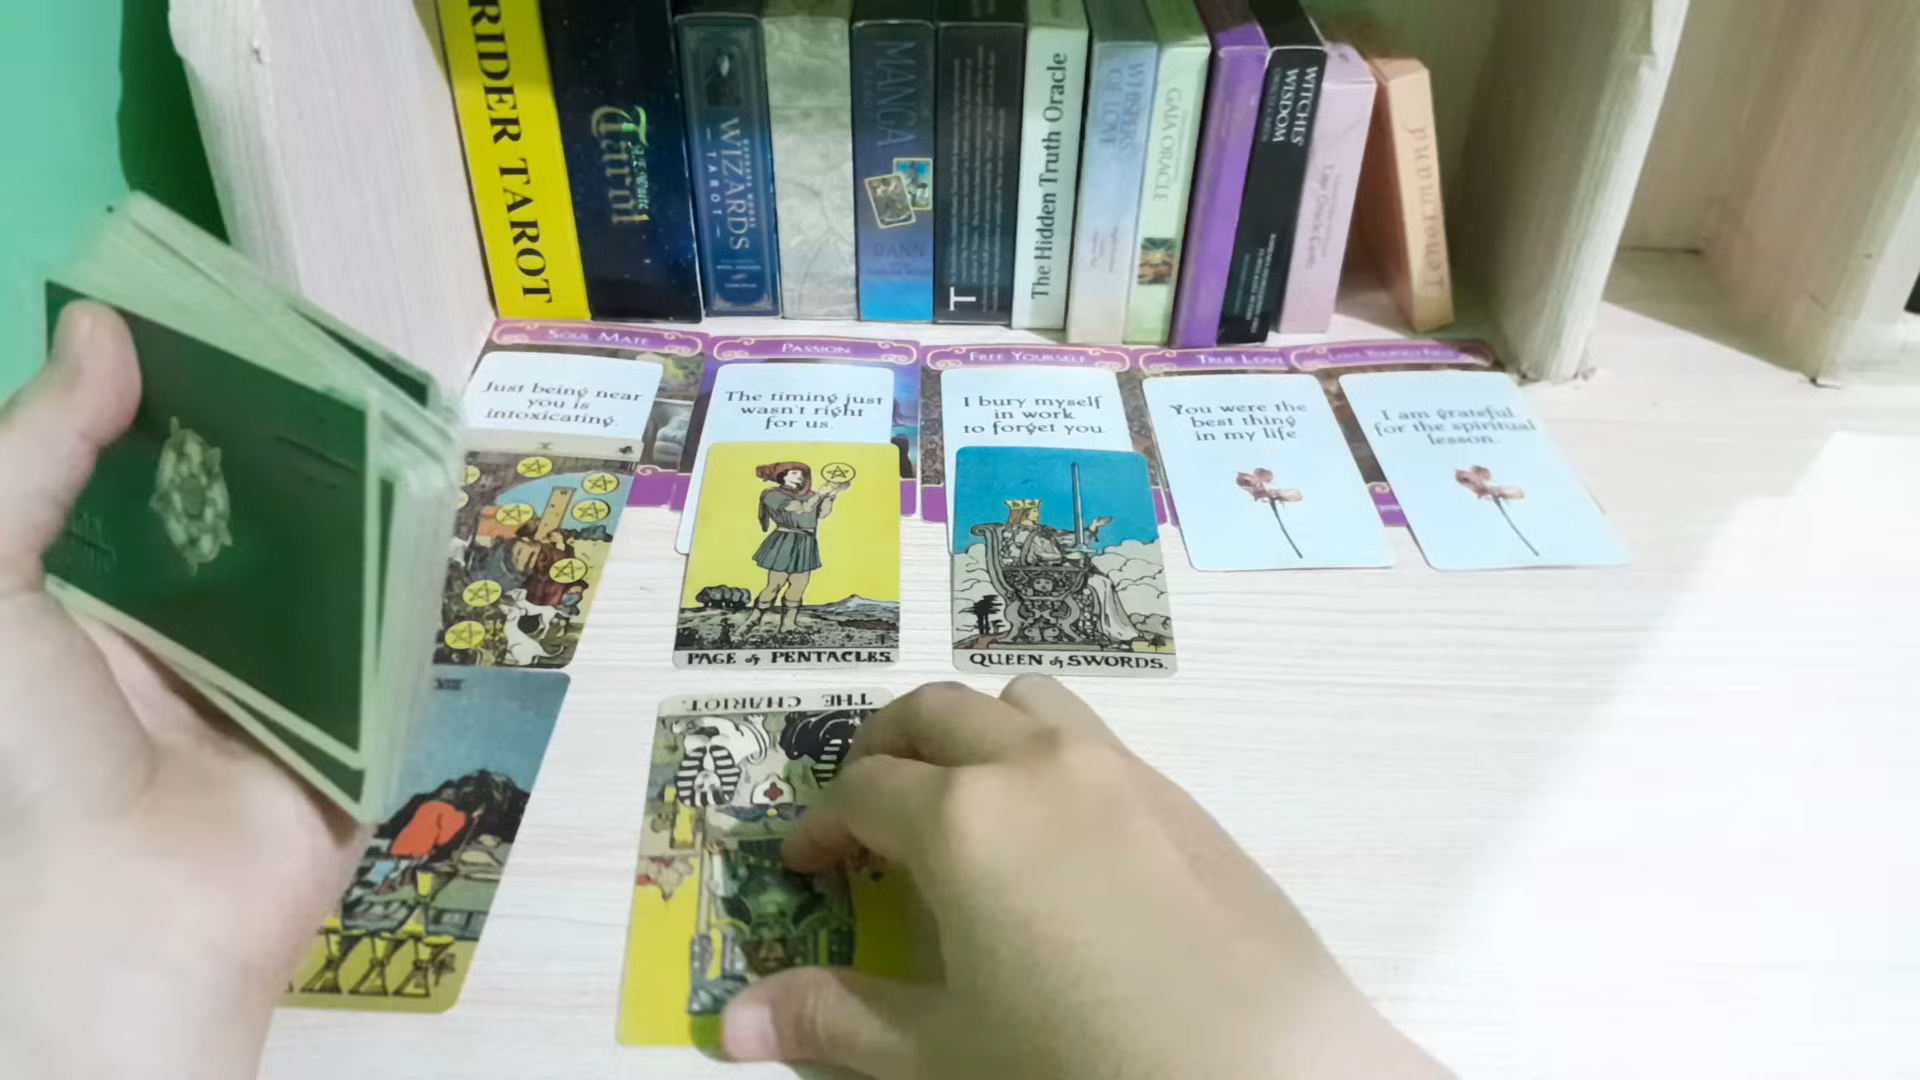 RIDER TAROT
Tarot
WIZARDS
TAROT
MANGA
T
The Hidden Truth Oracle
WHISPERS
OF LOVE
GAIA ORACLE
WITCHES
WISDOM
SOUL MATE
PASSION
FREE YOURSELF
TRUE LOVE
Just being near
you is
intoxicating.
The timing just
wasn't right
for us.
I bury myself
in work
to forget you.
You were the
best thing
in my life.
I am grateful
for the spiritual
lesson.
X
PAGE of PENTACLES.
QUEEN of SWORDS.
VIII
THE CHARIOT.